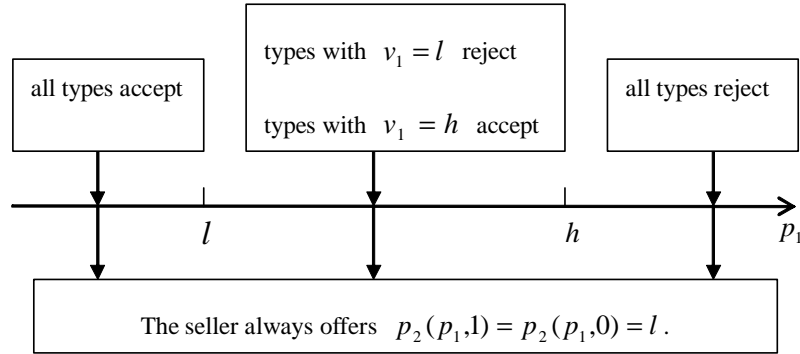 all types accept
types with v₁ = l reject
types with v₁ = h accept
all types reject
l
h
p₁
The seller always offers p₂(p₁,1) = p₂(p₁,0) = l .